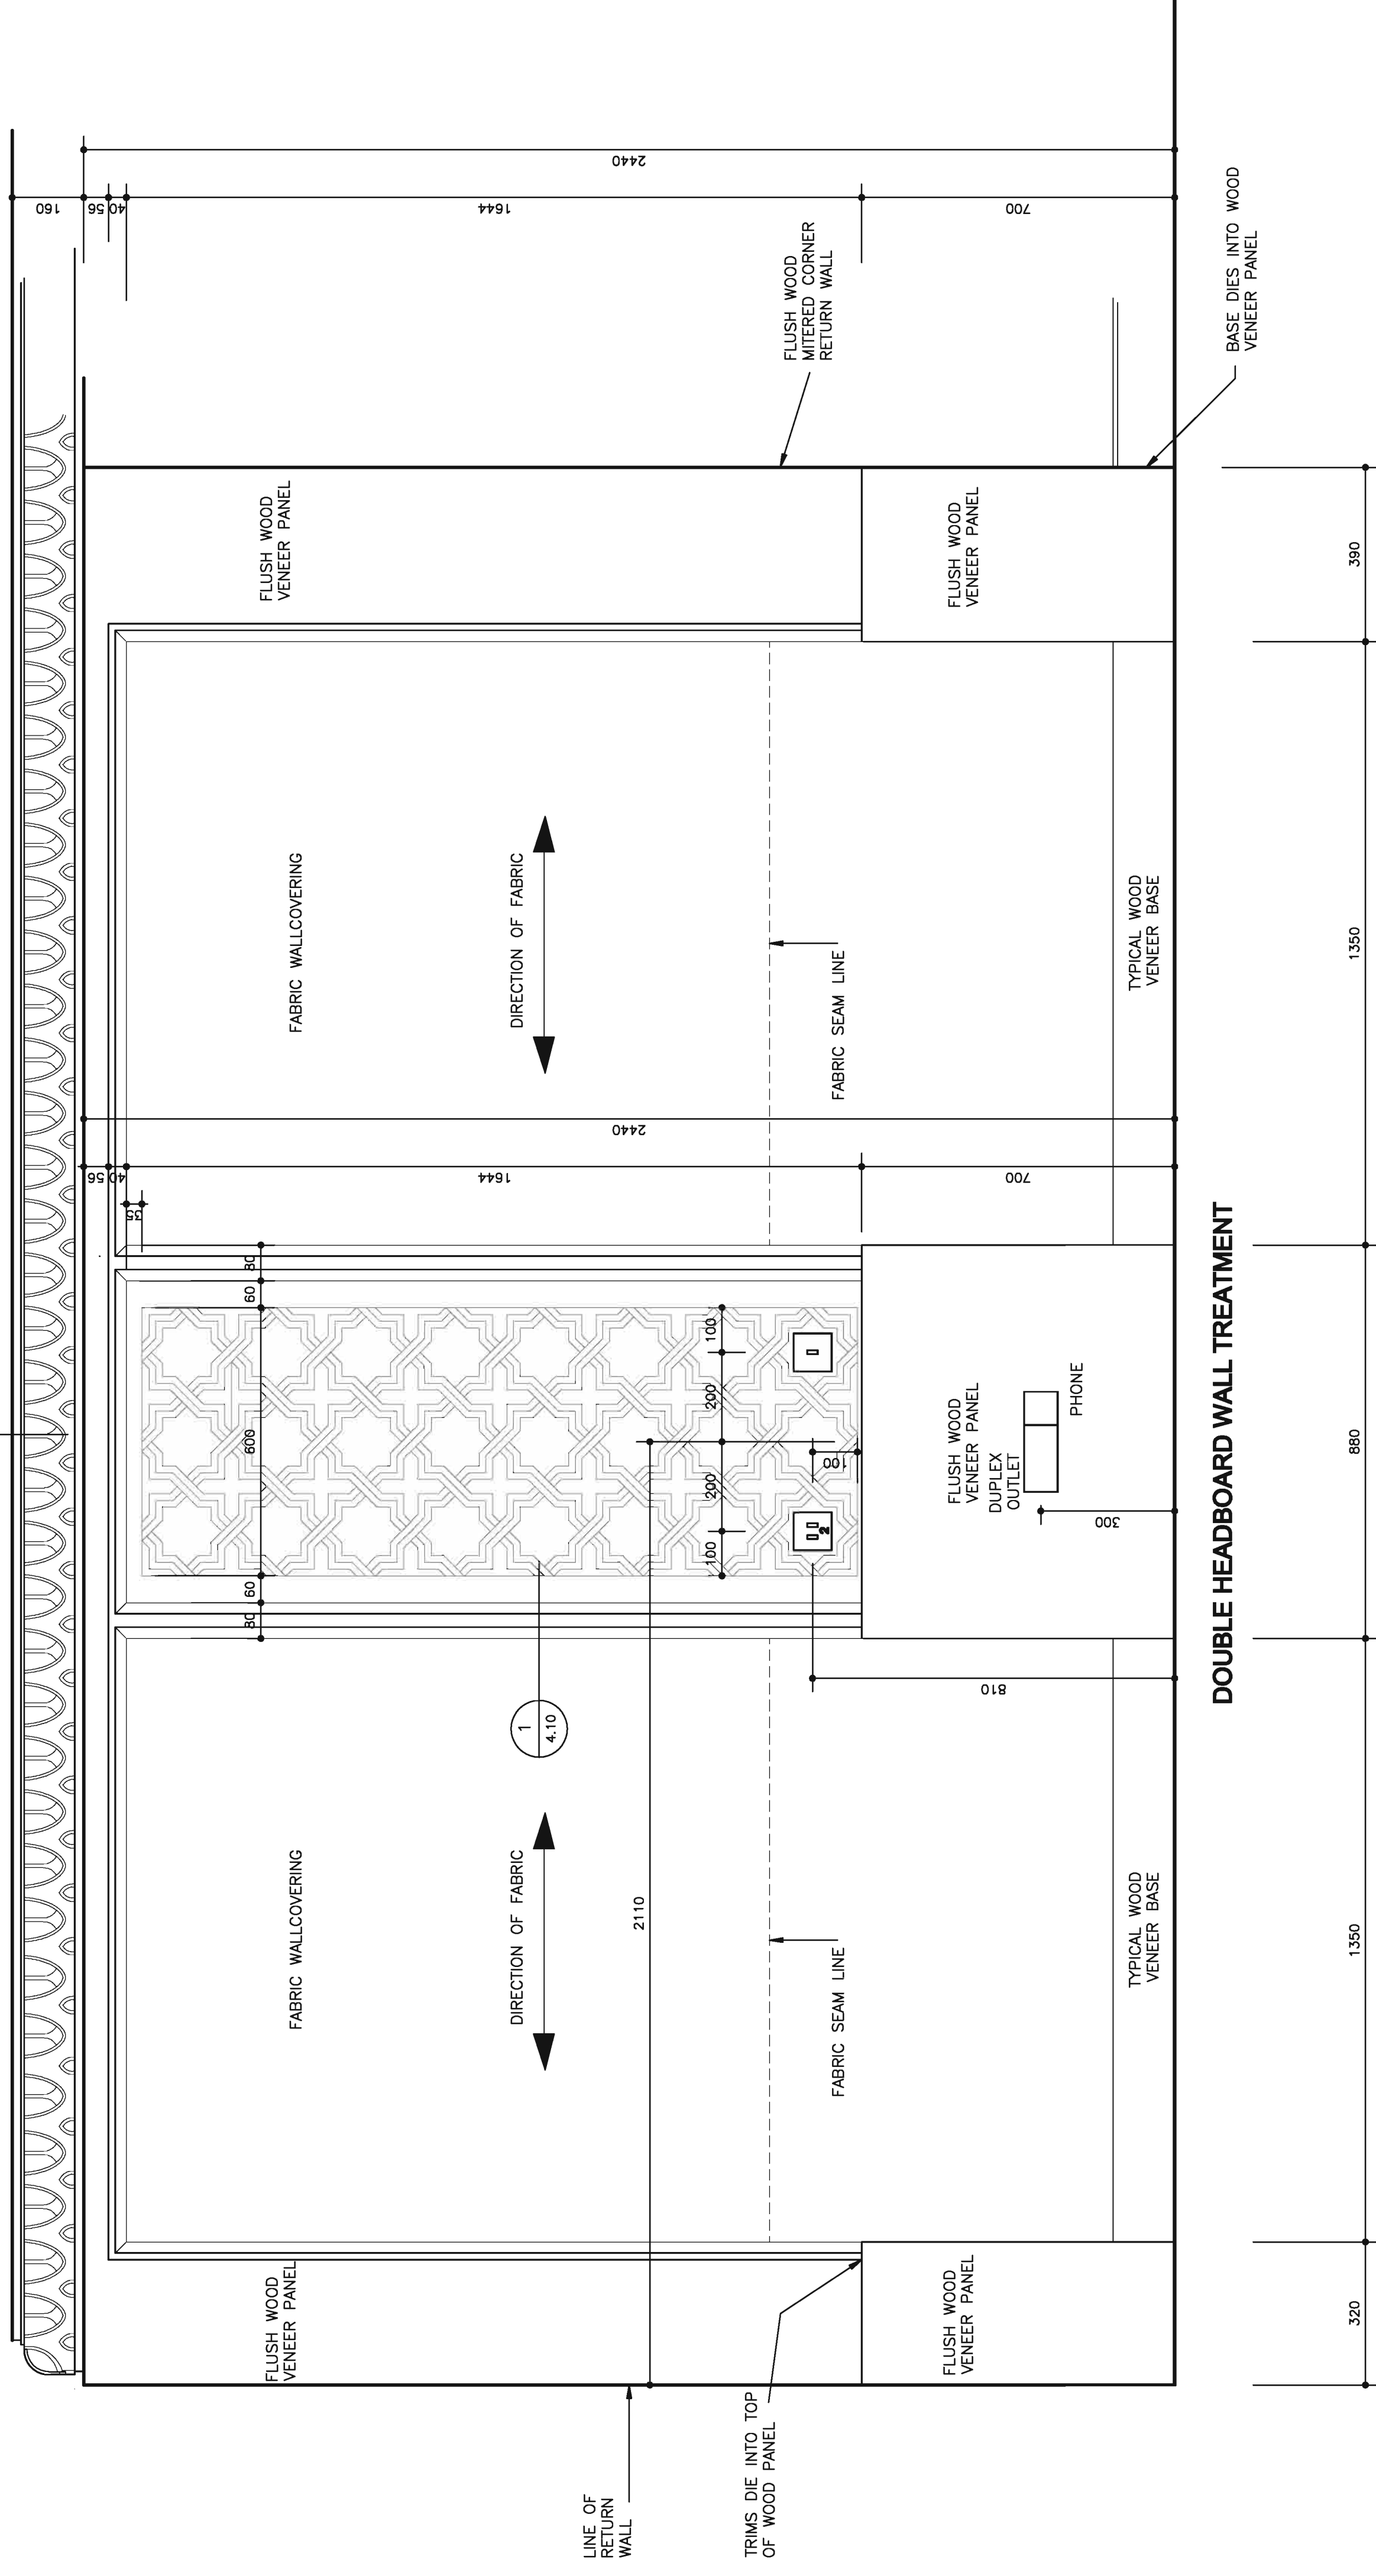 160
56
40
1644
700
2440
FLUSH WOOD
VENEER PANEL
FLUSH WOOD
MITERED CORNER
RETURN WALL
FLUSH WOOD
VENEER PANEL
BASE DIES INTO WOOD
VENEER PANEL
FABRIC WALLCOVERING
DIRECTION OF FABRIC
FABRIC SEAM LINE
TYPICAL WOOD
VENEER BASE
56
40
1644
700
2440
35
80
60
600
60
80
100
200
200
100
100
2
FLUSH WOOD
VENEER PANEL
DUPLEX
OUTLET
PHONE
300
810
1
4.10
2110
FABRIC WALLCOVERING
DIRECTION OF FABRIC
FABRIC SEAM LINE
TYPICAL WOOD
VENEER BASE
FLUSH WOOD
VENEER PANEL
FLUSH WOOD
VENEER PANEL
LINE OF
RETURN
WALL
TRIMS DIE INTO TOP
OF WOOD PANEL
320
1350
880
1350
390
DOUBLE HEADBOARD WALL TREATMENT